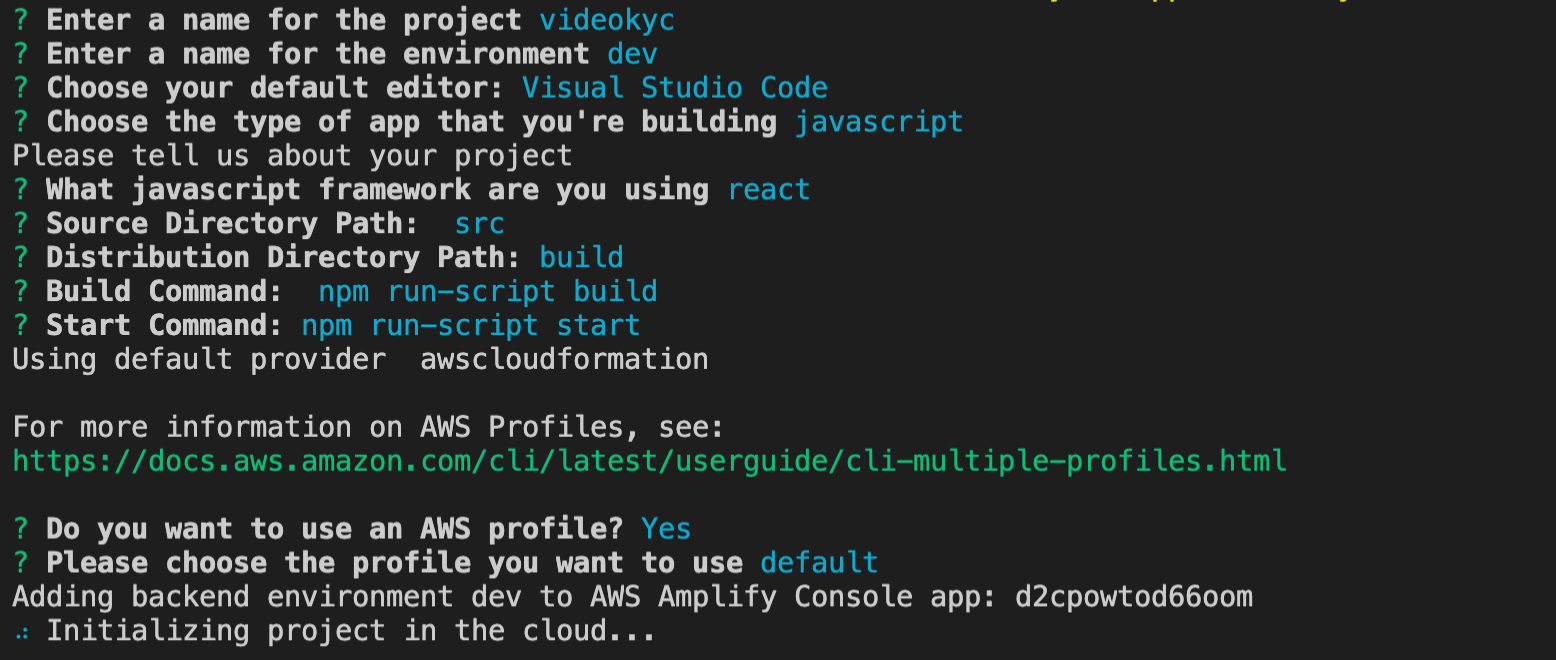 ? Enter a name for the project videokyc
? Enter a name for the environment dev
? Choose your default editor: Visual Studio Code
? Choose the type of app that you're building javascript
Please tell us about your project
? What javascript framework are you using react
? Source Directory Path:  src
? Distribution Directory Path: build
? Build Command:  npm run-script build
? Start Command: npm run-script start
Using default provider  awscloudformation
For more information on AWS Profiles, see:
https://docs.aws.amazon.com/cli/latest/userguide/cli-multiple-profiles.html
? Do you want to use an AWS profile? Yes
? Please choose the profile you want to use default
Adding backend environment dev to AWS Amplify Console app: d2cpowtod66oom
Initializing project in the cloud...